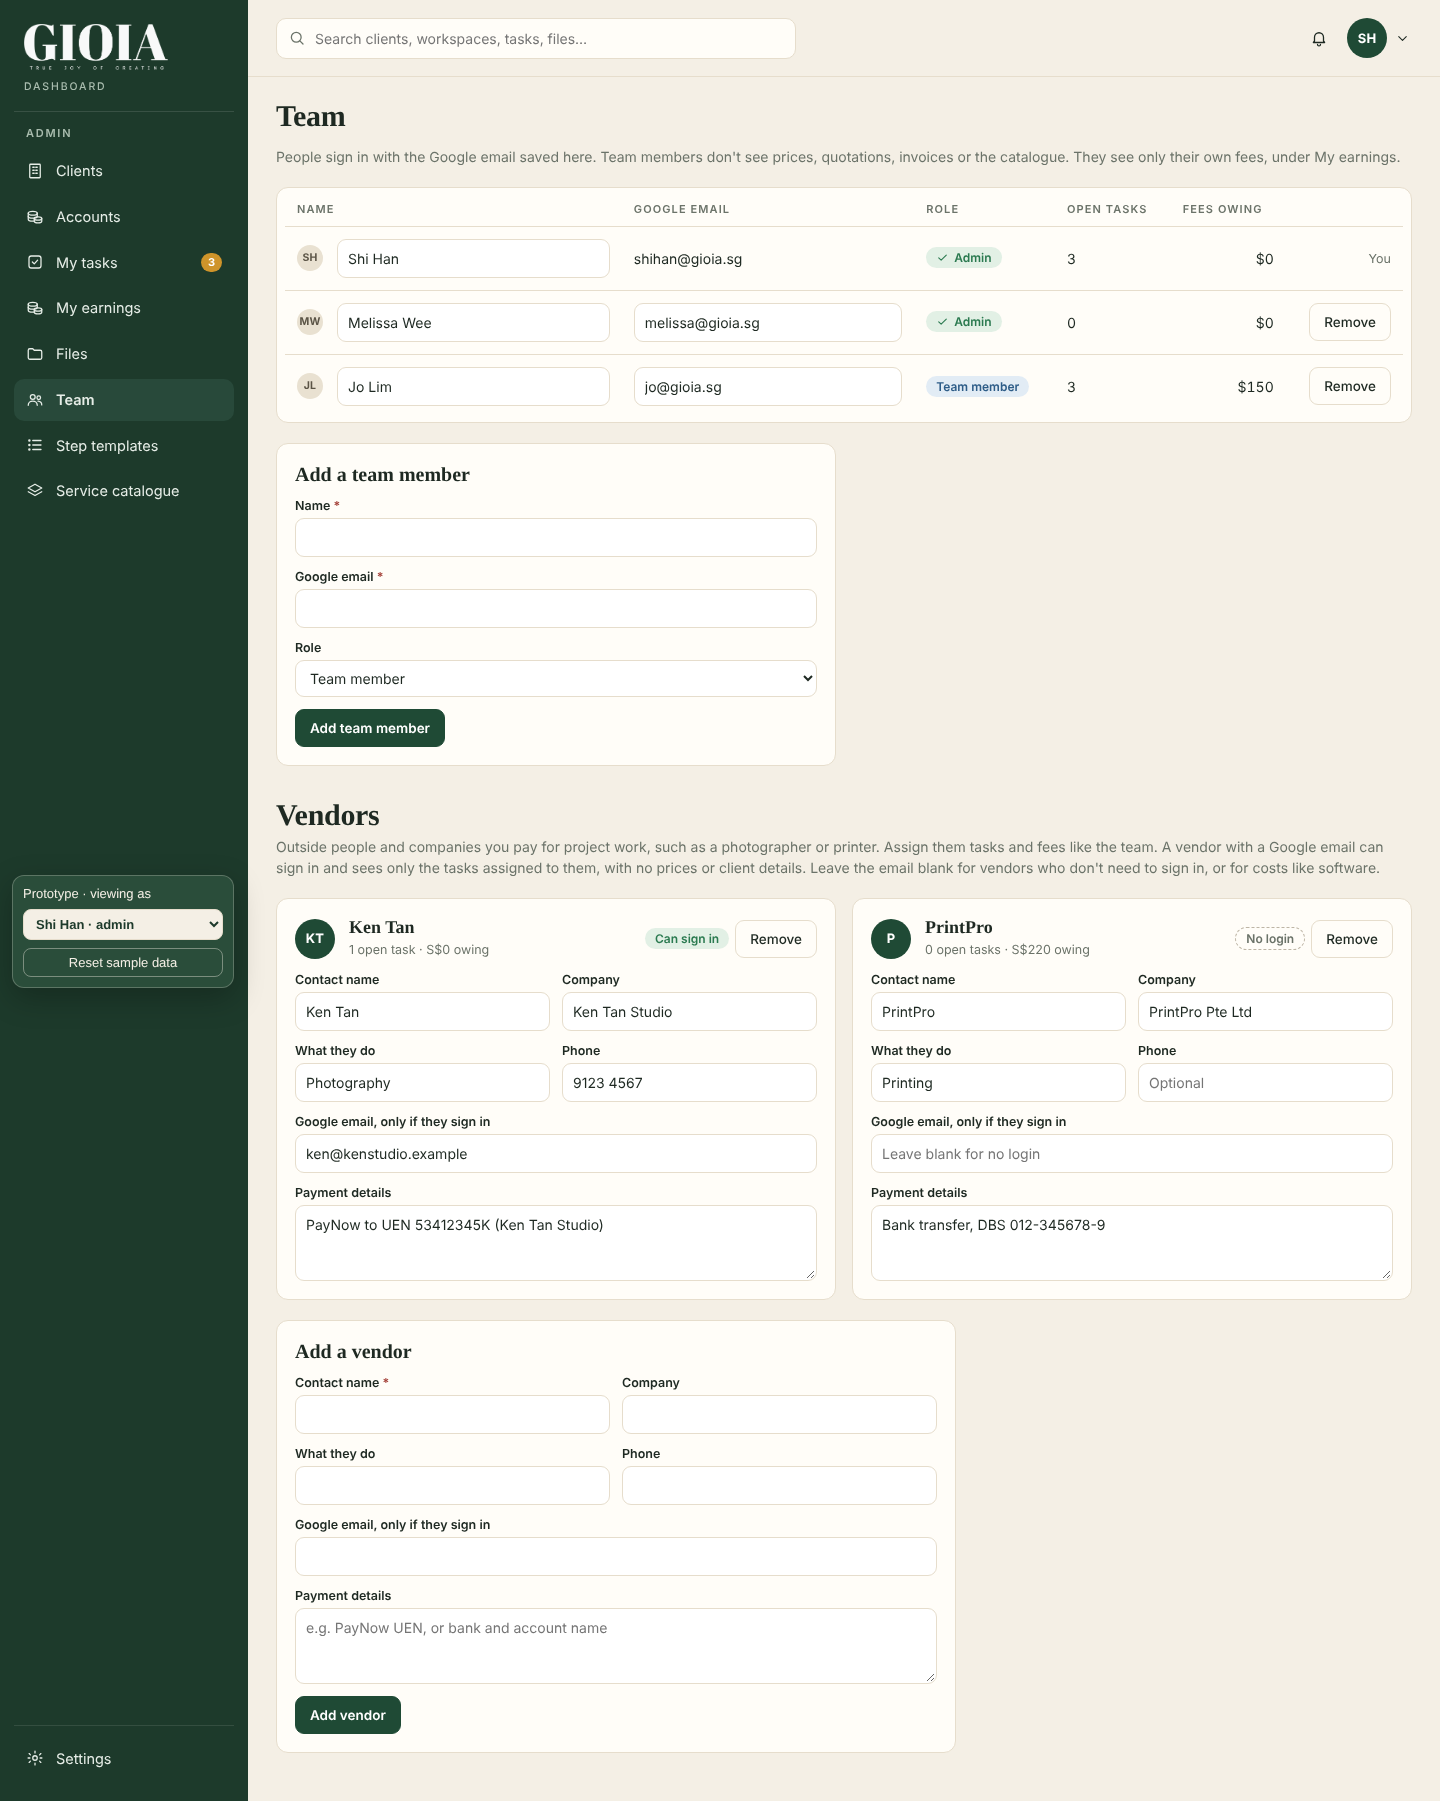 GIOIA
TRUE JOY OF CREATING
DASHBOARD
ADMIN
Clients
Accounts
My tasks
3
My earnings
Files
Team
Step templates
Service catalogue
Prototype · viewing as
Shi Han · admin
Reset sample data
Settings
Search clients, workspaces, tasks, files...
SH
Team
People sign in with the Google email saved here. Team members don't see prices, quotations, invoices or the catalogue. They see only their own fees, under My earnings.
NAME GOOGLE EMAIL ROLE OPEN TASKS FEES OWING
SH Shi Han shihan@gioia.sg Admin 3 $0 You
MW Melissa Wee melissa@gioia.sg Admin 0 $0 Remove
JL Jo Lim jo@gioia.sg Team member 3 $150 Remove
Add a team member
Name *
Google email *
Role
Team member
Add team member
Vendors
Outside people and companies you pay for project work, such as a photographer or printer. Assign them tasks and fees like the team. A vendor with a Google email can
sign in and sees only the tasks assigned to them, with no prices or client details. Leave the email blank for vendors who don't need to sign in, or for costs like software.
KT
Ken Tan
1 open task · S$0 owing
Can sign in
Remove
Contact name Company
Ken Tan Ken Tan Studio
What they do Phone
Photography 9123 4567
Google email, only if they sign in
ken@kenstudio.example
Payment details
PayNow to UEN 53412345K (Ken Tan Studio)
P
PrintPro
0 open tasks · S$220 owing
No login
Remove
Contact name Company
PrintPro PrintPro Pte Ltd
What they do Phone
Printing Optional
Google email, only if they sign in
Leave blank for no login
Payment details
Bank transfer, DBS 012-345678-9
Add a vendor
Contact name * Company
What they do Phone
Google email, only if they sign in
Payment details
e.g. PayNow UEN, or bank and account name
Add vendor